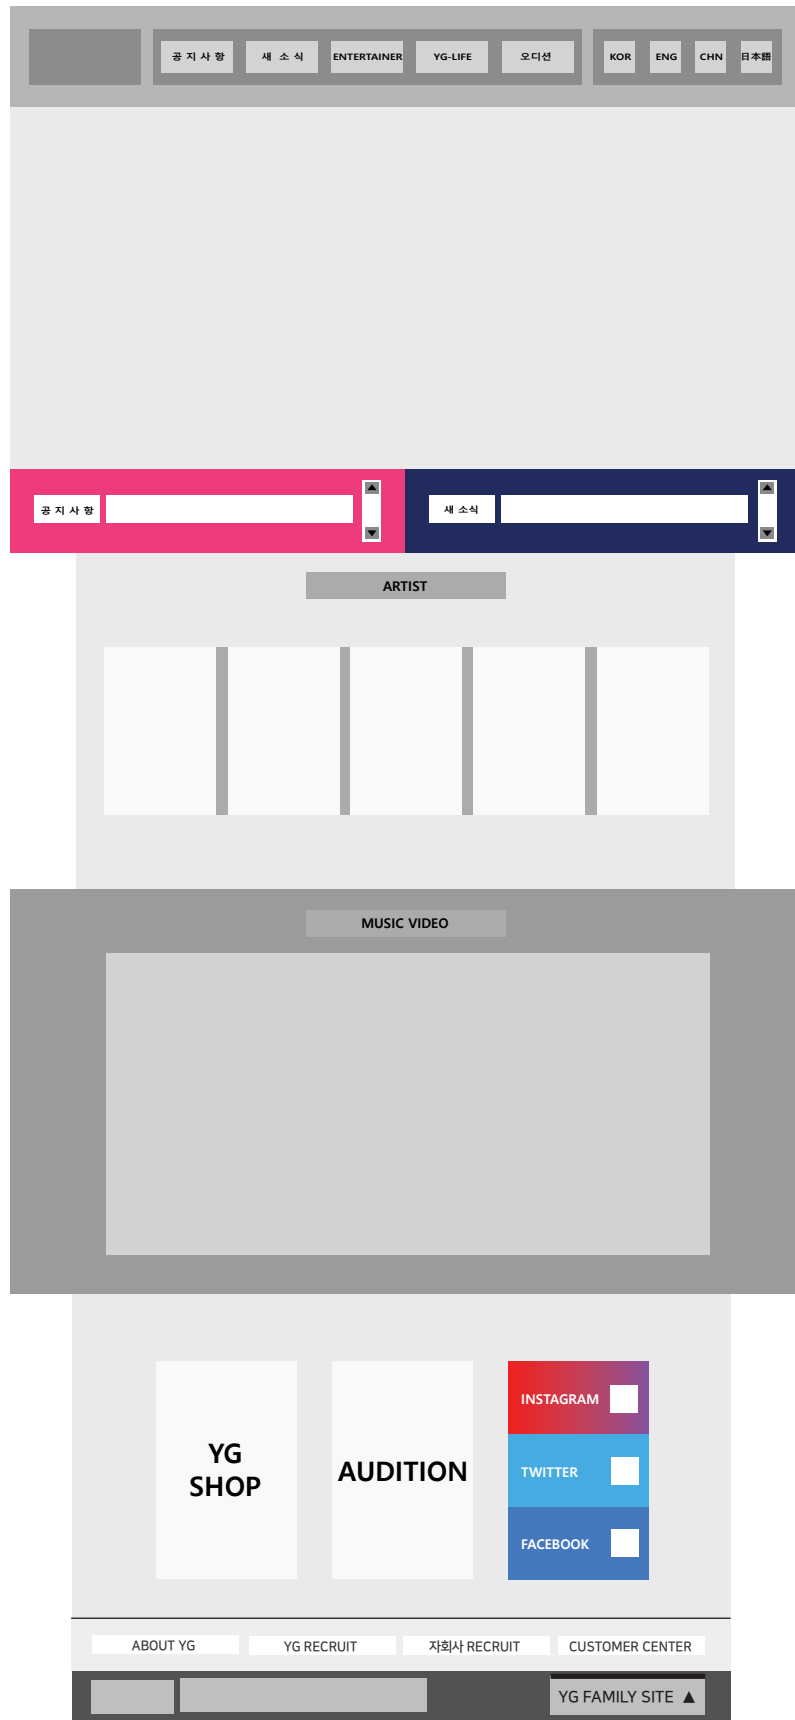 공 지 사 항
새 소 식
ENTERTAINER
YG-LIFE
오디션
KOR
ENG
CHN
日本語
공 지 사 항
새 소식
ARTIST
MUSIC VIDEO
YG
SHOP
AUDITION
INSTAGRAM
TWITTER
FACEBOOK
ABOUT YG
YG RECRUIT
자회사 RECRUIT
CUSTOMER CENTER
YG FAMILY SITE ▲